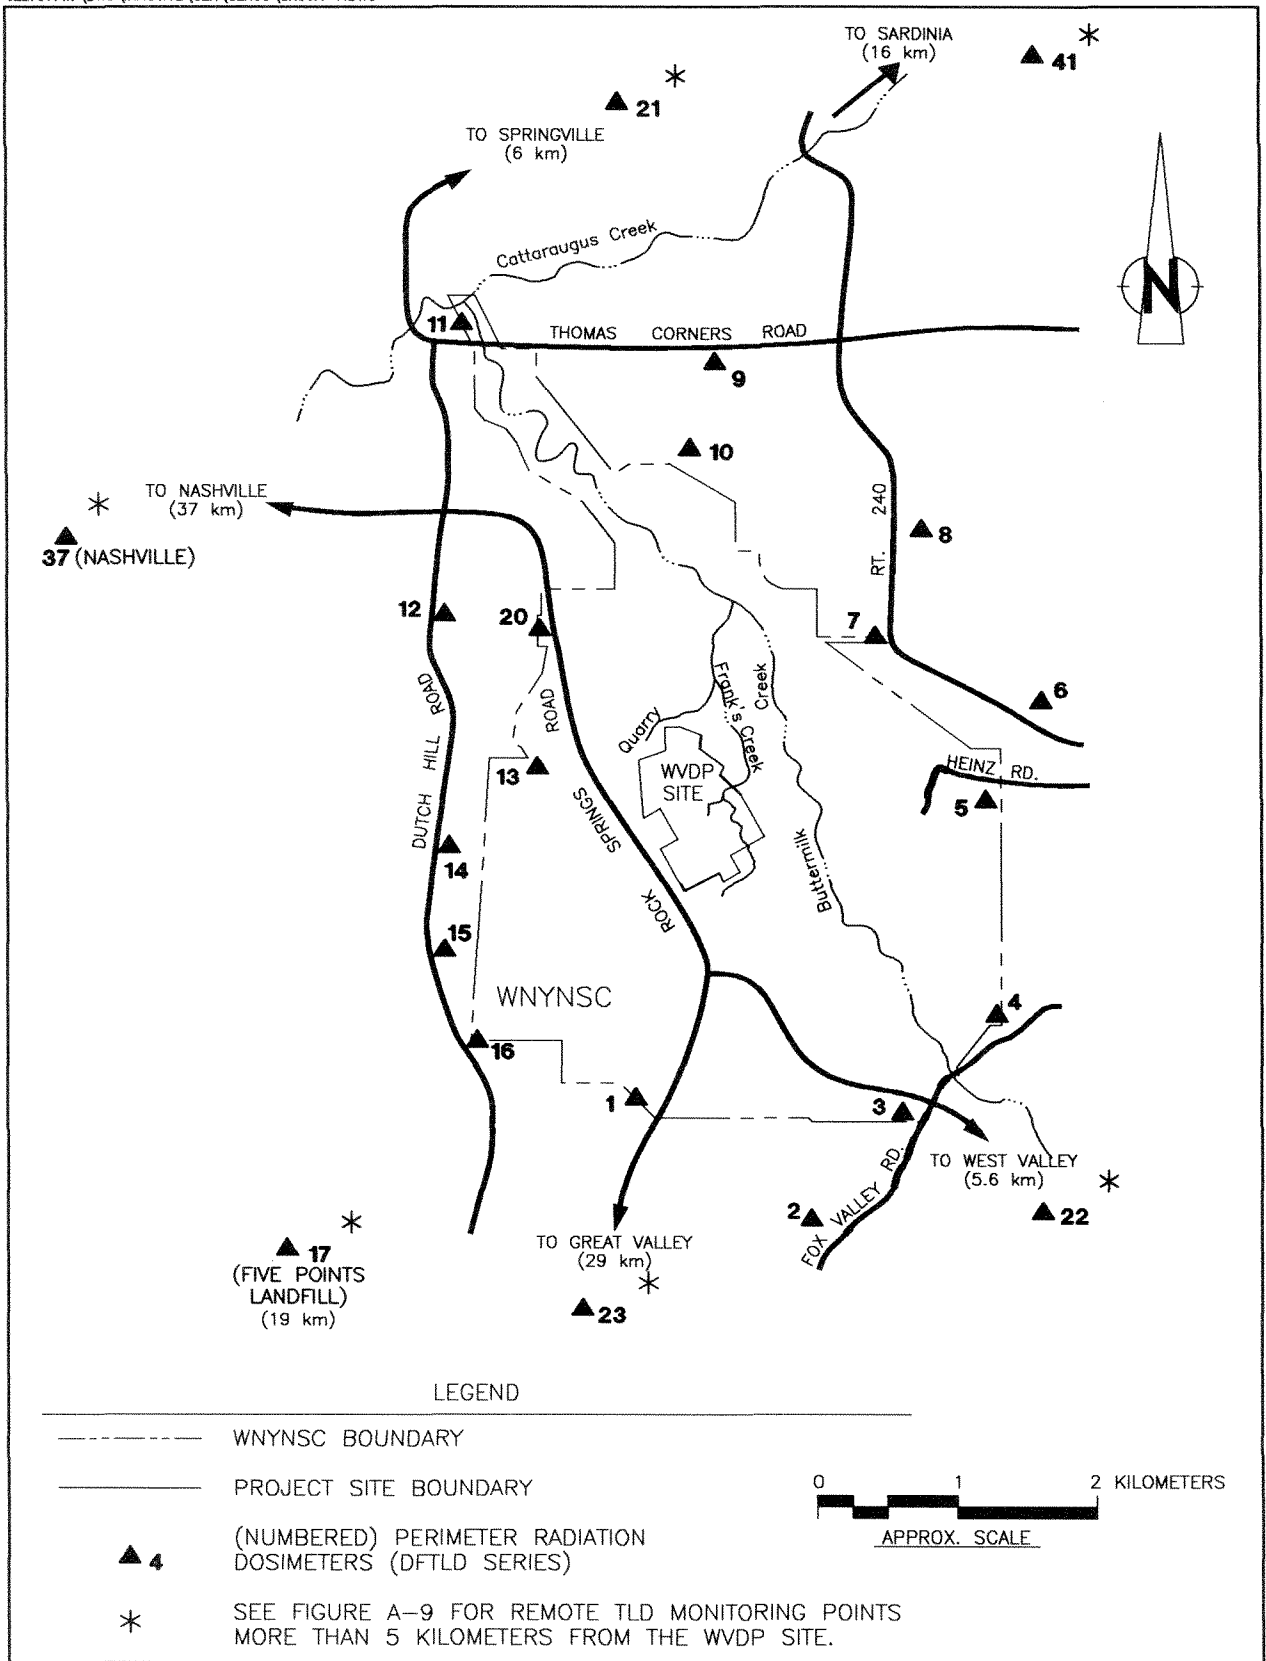 TO SARDINIA
(16 km)
41
21
TO SPRINGVILLE
(6 km)
Cattaraugus Creek
N
11
THOMAS CORNERS ROAD
9
10
TO NASHVILLE
(37 km)
37 (NASHVILLE)
RT. 240
8
12
20
7
6
DUTCH HILL ROAD
ROCK SPRINGS ROAD
Quarry
Frank's Creek
Buttermilk Creek
WVDP
SITE
HEINZ RD.
13
5
14
15
WNYNSC
4
16
1
3
TO WEST VALLEY
(5.6 km)
FOX VALLEY RD.
2
22
17
(FIVE POINTS
LANDFILL)
(19 km)
TO GREAT VALLEY
(29 km)
23
LEGEND
WNYNSC BOUNDARY
PROJECT SITE BOUNDARY
0 1 2 KILOMETERS
APPROX. SCALE
4
(NUMBERED) PERIMETER RADIATION
DOSIMETERS (DFTLD SERIES)
SEE FIGURE A-9 FOR REMOTE TLD MONITORING POINTS
MORE THAN 5 KILOMETERS FROM THE WVDP SITE.